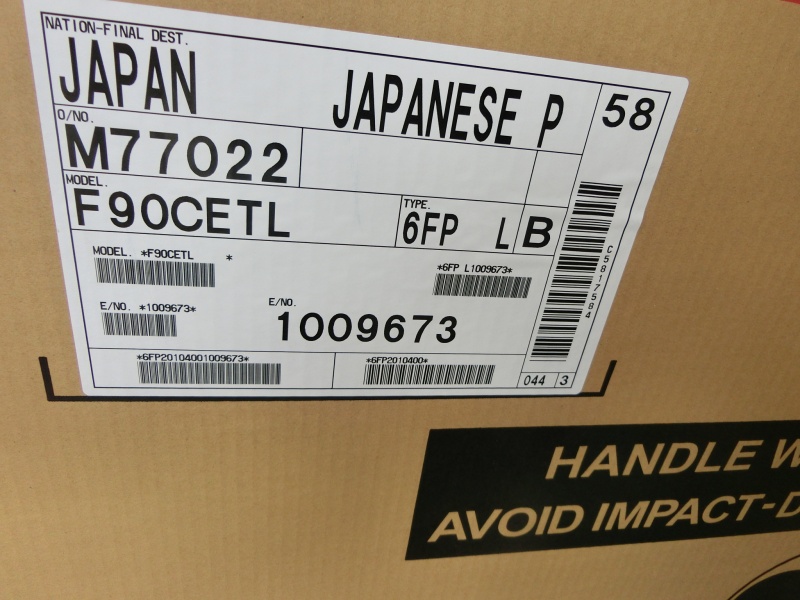 NATION-FINAL DEST.
JAPAN JAPANESE P 58
O/NO.
M77022
MODEL.
F90CETL
TYPE.
6FP L B
MODEL. *F90CETL *
*6FP L1009673*
E/NO. *1009673*
E/NO.
1009673
*6FP20104001009673*
*6FP2010400*
C5817584
044 3
HANDLE
AVOID IMPACT-